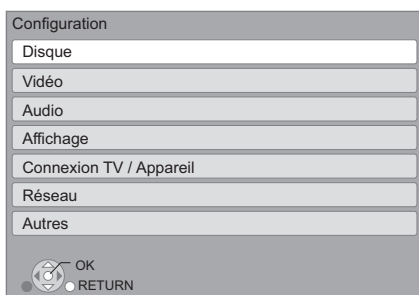 Configuration
Disque
Vidéo
Audio
Affichage
Connexion TV / Appareil
Réseau
Autres
OK
RETURN